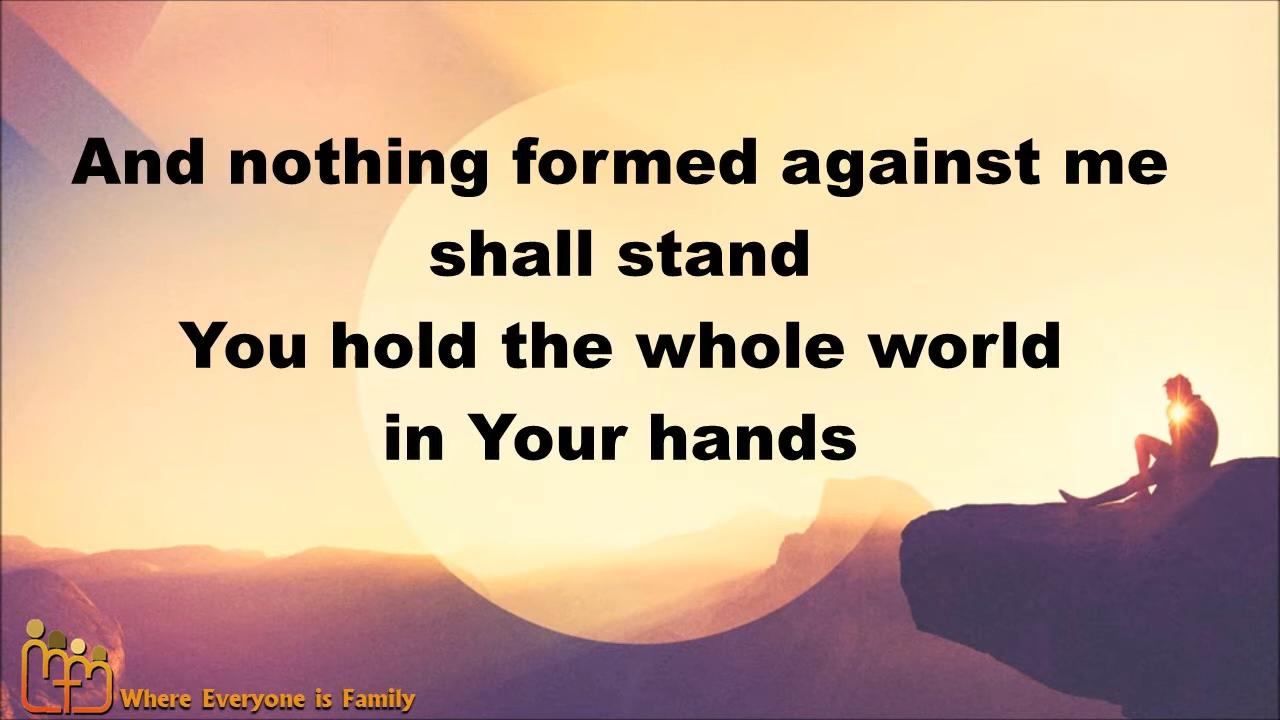 And nothing formed against me
shall stand
You hold the whole world
in Your hands
Where Everyone is Family